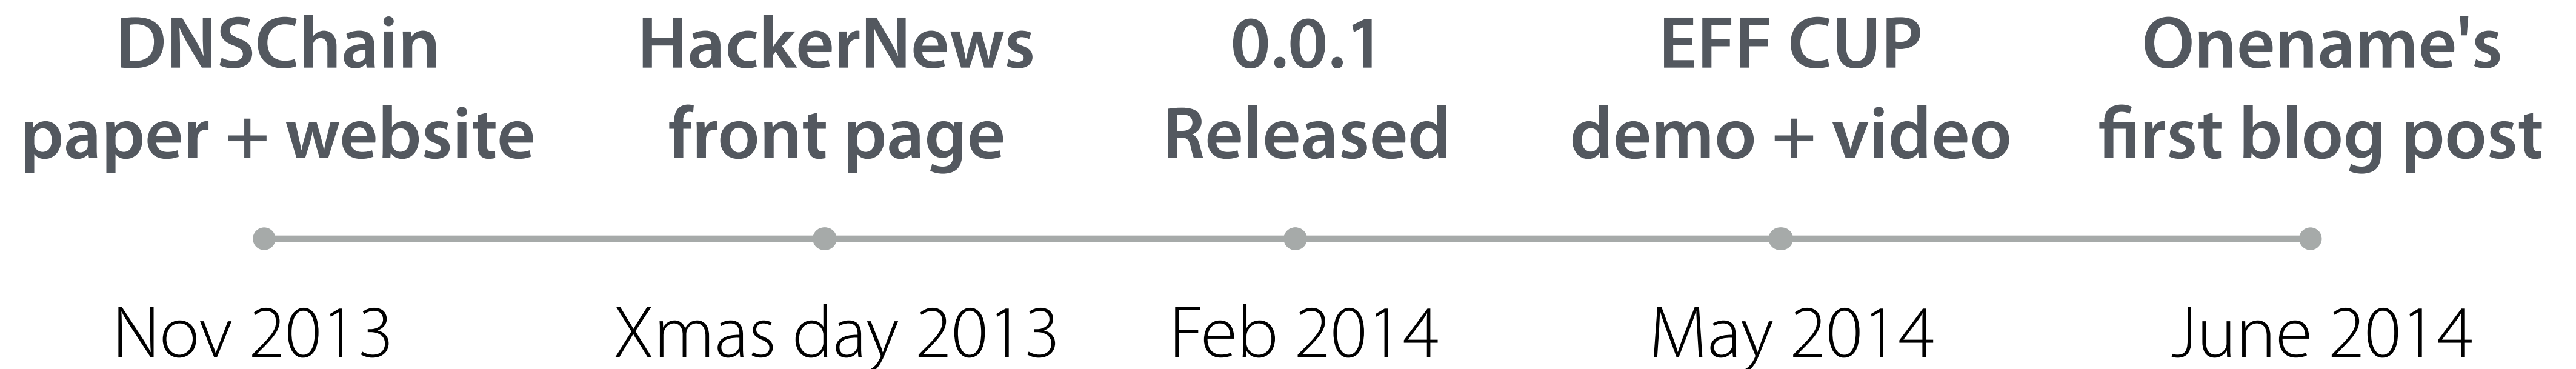 DNSChain
paper + website
HackerNews
front page
0.0.1
Released
EFF CUP
demo + video
Onename's
first blog post
Nov 2013
Xmas day 2013
Feb 2014
May 2014
June 2014